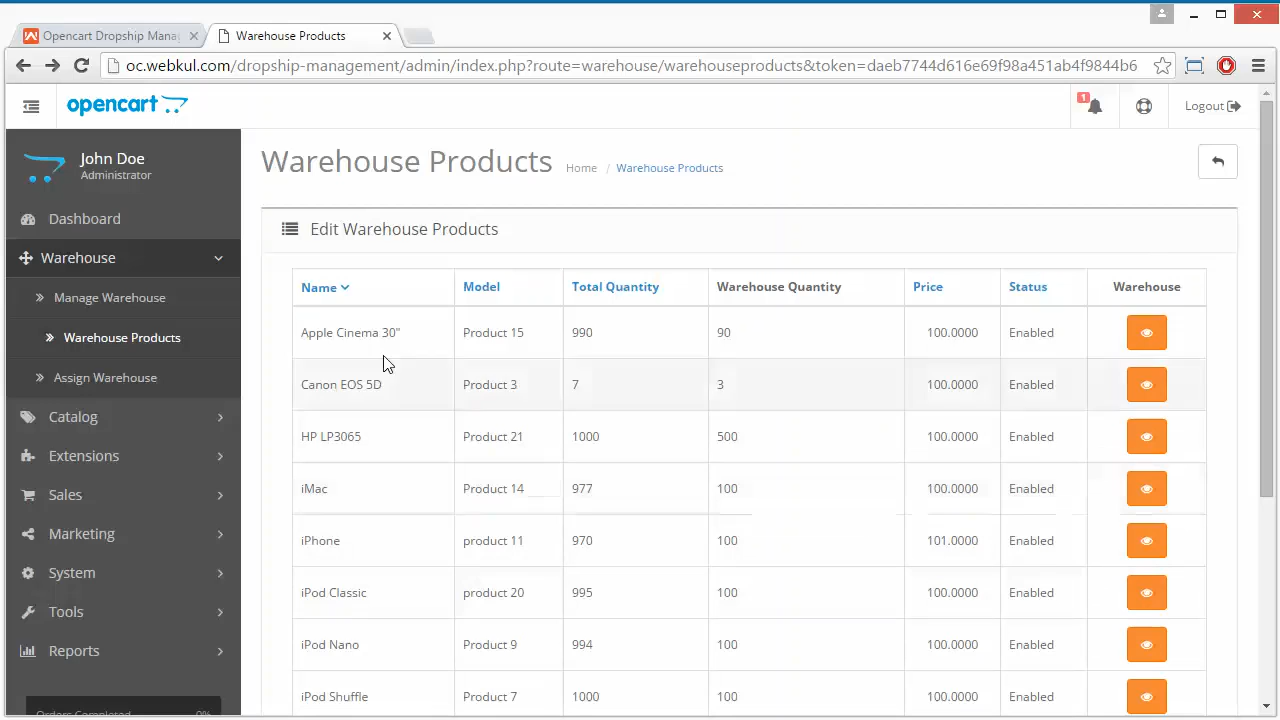 Opencart Dropship Mana
Warehouse Products
oc.webkul.com/dropship-management/admin/index.php?route=warehouse/warehouseproducts&token=daeb7744d616e69f98a451ab4f9844b6
opencart
1
Logout
John Doe
Administrator
Dashboard
Warehouse
Manage Warehouse
Warehouse Products
Assign Warehouse
Catalog
Extensions
Sales
Marketing
System
Tools
Reports
Orders Completed 0%
Warehouse Products Home / Warehouse Products
Edit Warehouse Products
Name Model Total Quantity Warehouse Quantity Price Status Warehouse
Apple Cinema 30" Product 15 990 90 100.0000 Enabled
Canon EOS 5D Product 3 7 3 100.0000 Enabled
HP LP3065 Product 21 1000 500 100.0000 Enabled
iMac Product 14 977 100 100.0000 Enabled
iPhone product 11 970 100 101.0000 Enabled
iPod Classic product 20 995 100 100.0000 Enabled
iPod Nano Product 9 994 100 100.0000 Enabled
iPod Shuffle Product 7 1000 100 100.0000 Enabled